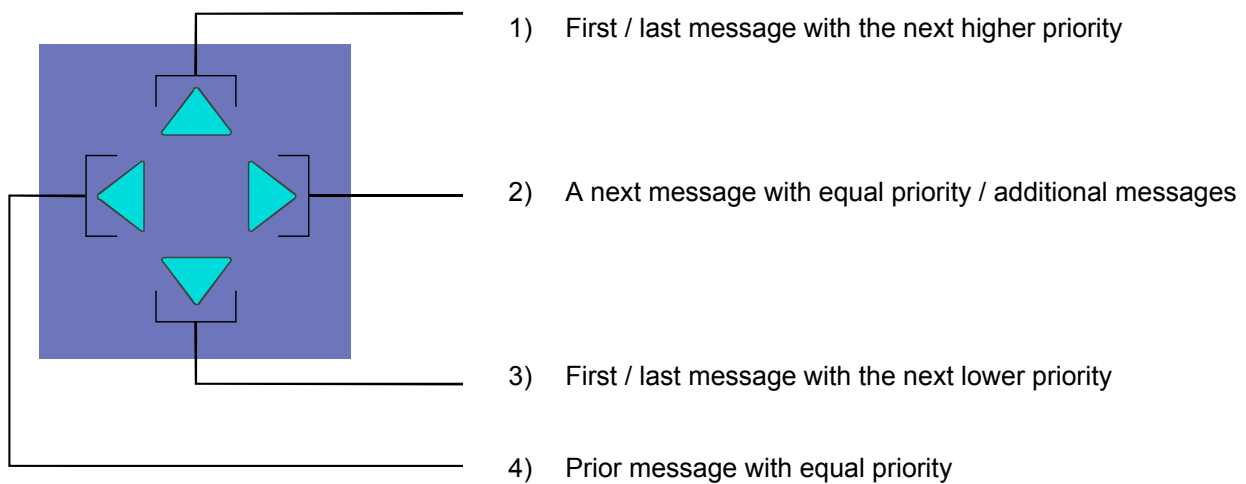 1) First / last message with the next higher priority
2) A next message with equal priority / additional messages
3) First / last message with the next lower priority
4) Prior message with equal priority